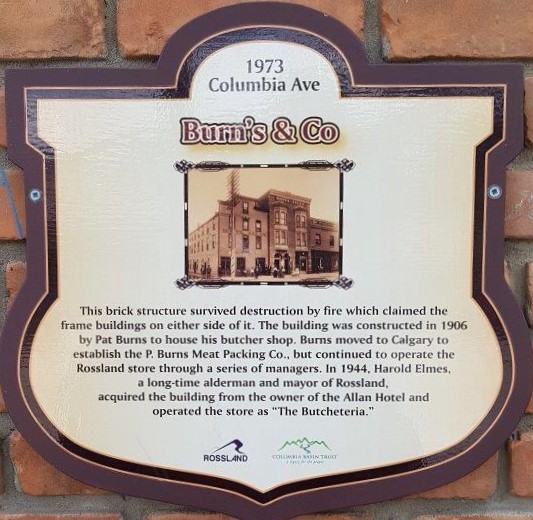 1973
Columbia Ave
Burn's & Co
This brick structure survived destruction by fire which claimed the
frame buildings on either side of it. The building was constructed in 1906
by Pat Burns to house his butcher shop. Burns moved to Calgary to
establish the P. Burns Meat Packing Co., but continued to operate the
Rossland store through a series of managers. In 1944, Harold Elmes,
a long-time alderman and mayor of Rossland,
acquired the building from the owner of the Allan Hotel and
operated the store as “The Butcheteria.”
ROSSLAND
COLUMBIA BASIN TRUST
a legacy for the people